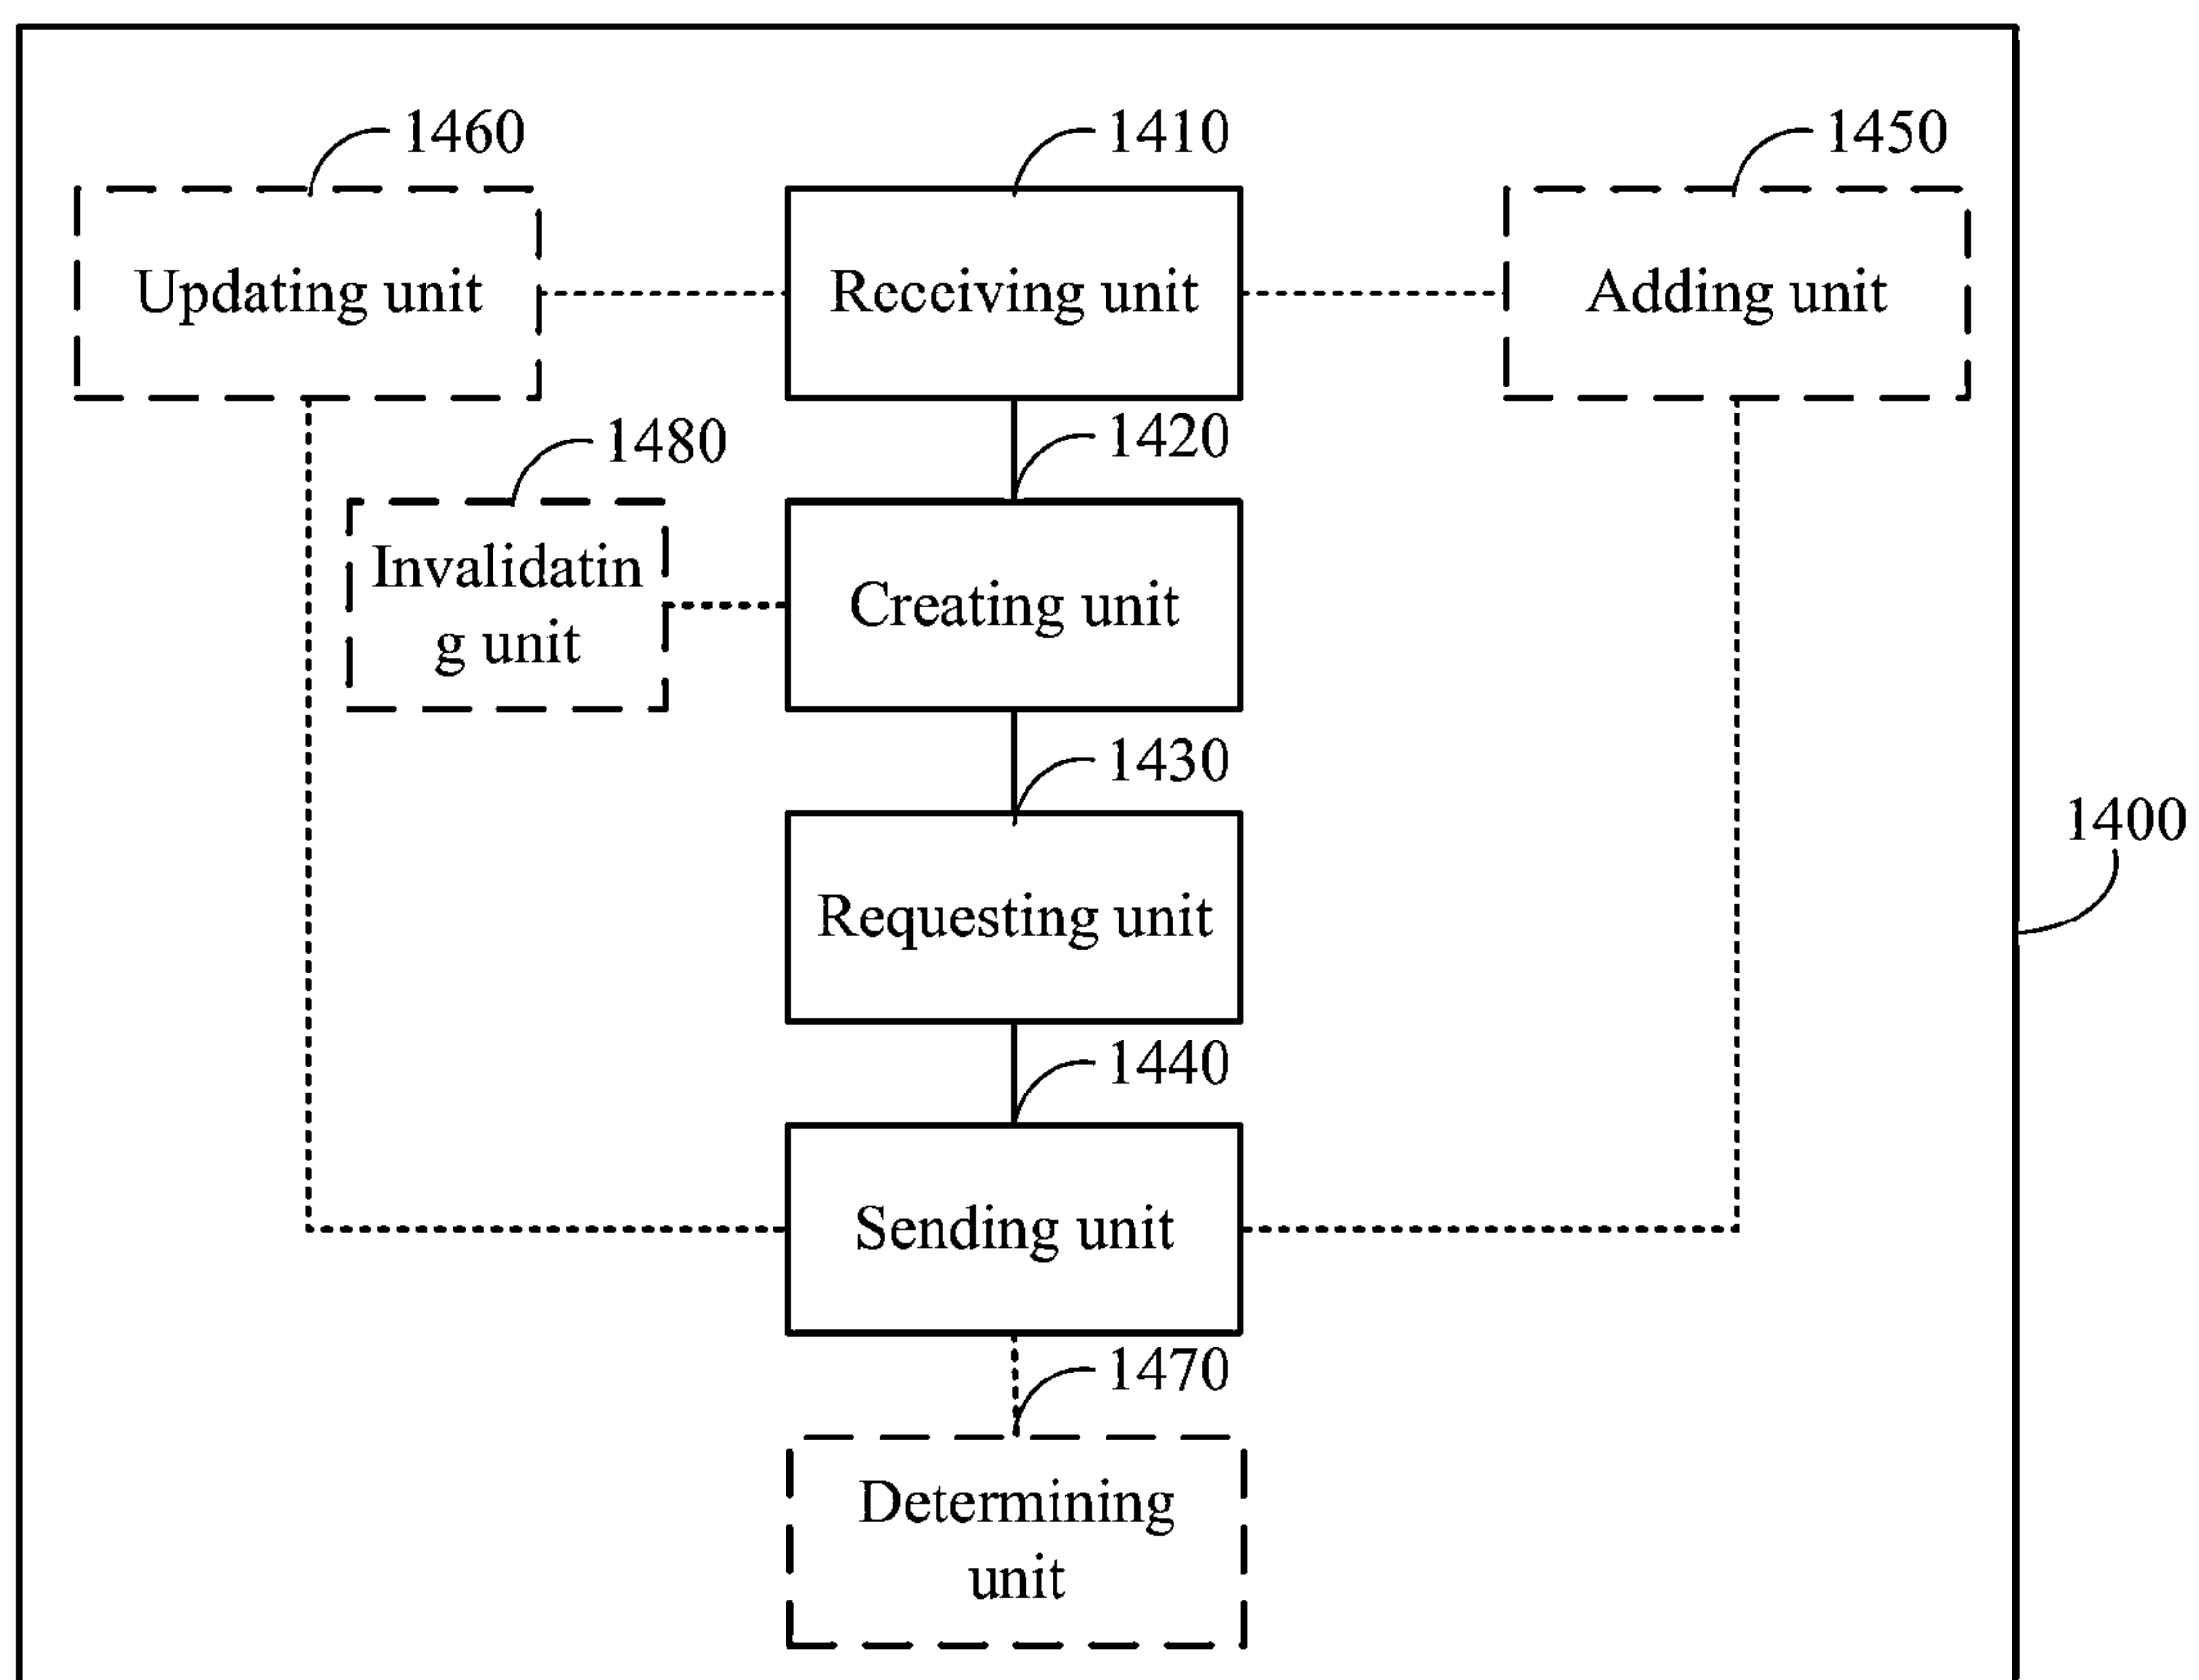 1460
1410
1450
Updating unit
Receiving unit
Adding unit
1480
1420
Invalidatin
g unit
Creating unit
1430
1400
Requesting unit
1440
Sending unit
1470
Determining
unit